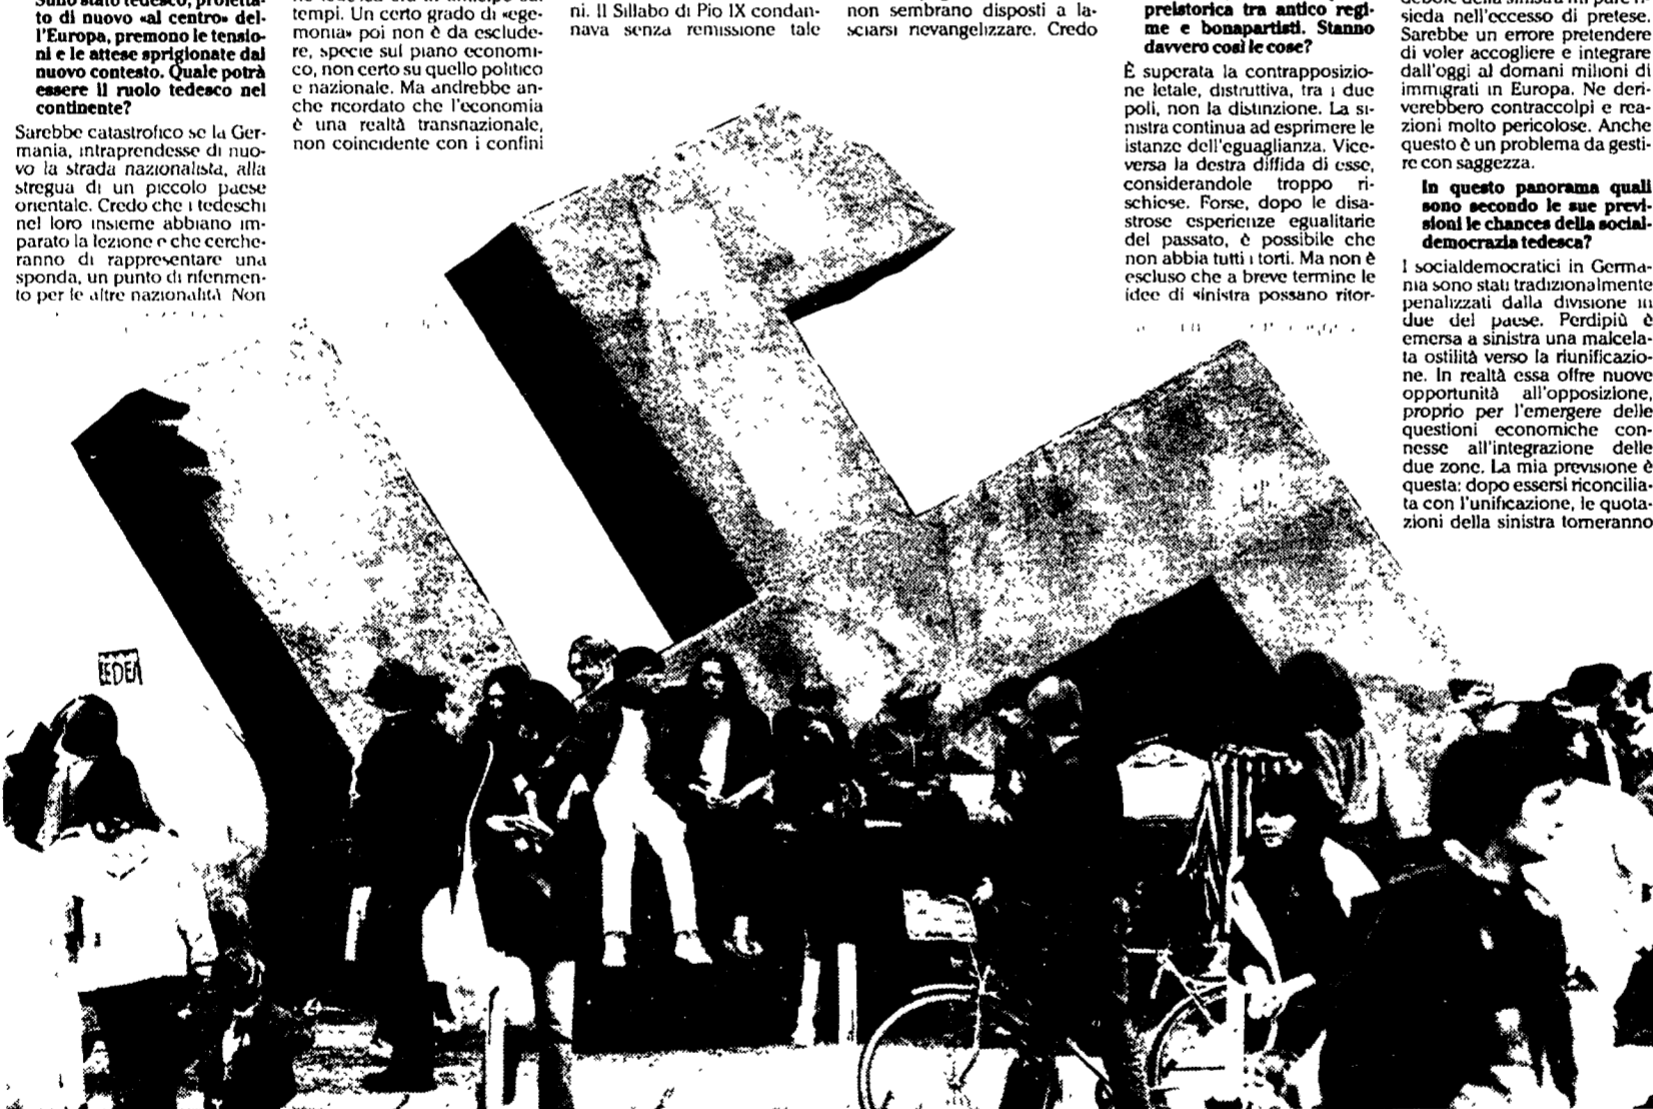 to di nuovo «al centro» del-
l'Europa, premono le tensio-
ni e le attese sprigionate dal
nuovo contesto. Quale potrà
essere il ruolo tedesco nel
continente?
Sarebbe catastrofico se la Ger-
mania, intraprendesse di nuo-
vo la strada nazionalista, alla
stregua di un piccolo paese
orientale. Credo che i tedeschi
nel loro insieme abbiano im-
parato la lezione e che cerche-
ranno di rappresentare una
sponda, un punto di riferimen-
to per le altre nazionalità Non
tempi. Un certo grado di «ege-
monia» poi non è da esclude-
re, specie sul piano economi-
co, non certo su quello politico
e nazionale. Ma andrebbe an-
che ricordato che l'economia
è una realtà transnazionale,
non coincidente con i confini
ni. Il Sillabo di Pio IX condan-
nava senza remissione tale
non sembrano disposti a la-
sciarsi rievangelizzare. Credo
preistorica tra antico regi-
me e bonapartisti. Stanno
davvero così le cose?
È superata la contrapposizio-
ne letale, distruttiva, tra i due
poli, non la distinzione. La si-
nistra continua ad esprimere le
istanze dell'eguaglianza. Vice-
versa la destra diffida di esse,
considerandole troppo ri-
schiose. Forse, dopo le disa-
strose esperienze egualitarie
del passato, è possibile che
non abbia tutti i torti. Ma non è
escluso che a breve termine le
idee di sinistra possano ritor-
sieda nell'eccesso di pretese.
Sarebbe un errore pretendere
di voler accogliere e integrare
dall'oggi al domani milioni di
immigrati in Europa. Ne deri-
verebbero contraccolpi e rea-
zioni molto pericolose. Anche
questo è un problema da gesti-
re con saggezza.
In questo panorama quali
sono secondo le sue previ-
sioni le chances della social-
democrazia tedesca?
I socialdemocratici in Germa-
nia sono stati tradizionalmente
penalizzati dalla divisione in
due del paese. Perdipiù è
emersa a sinistra una malcela-
ta ostilità verso la riunificazio-
ne. In realtà essa offre nuove
opportunità all'opposizione,
proprio per l'emergere delle
questioni economiche con-
nesse all'integrazione delle
due zone. La mia previsione è
questa: dopo essersi riconcilia-
ta con l'unificazione, le quota-
zioni della sinistra torneranno